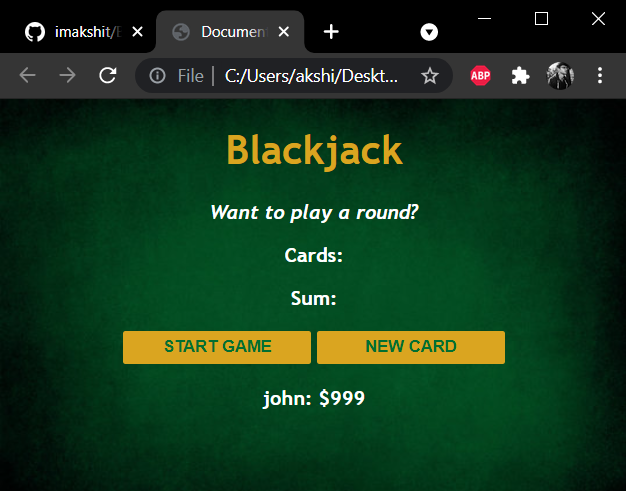 imakshit/
Documen
File
C:/Users/akshi/Deskt...
ABP
Blackjack
Want to play a round?
Cards:
Sum:
START GAME
NEW CARD
john: $999